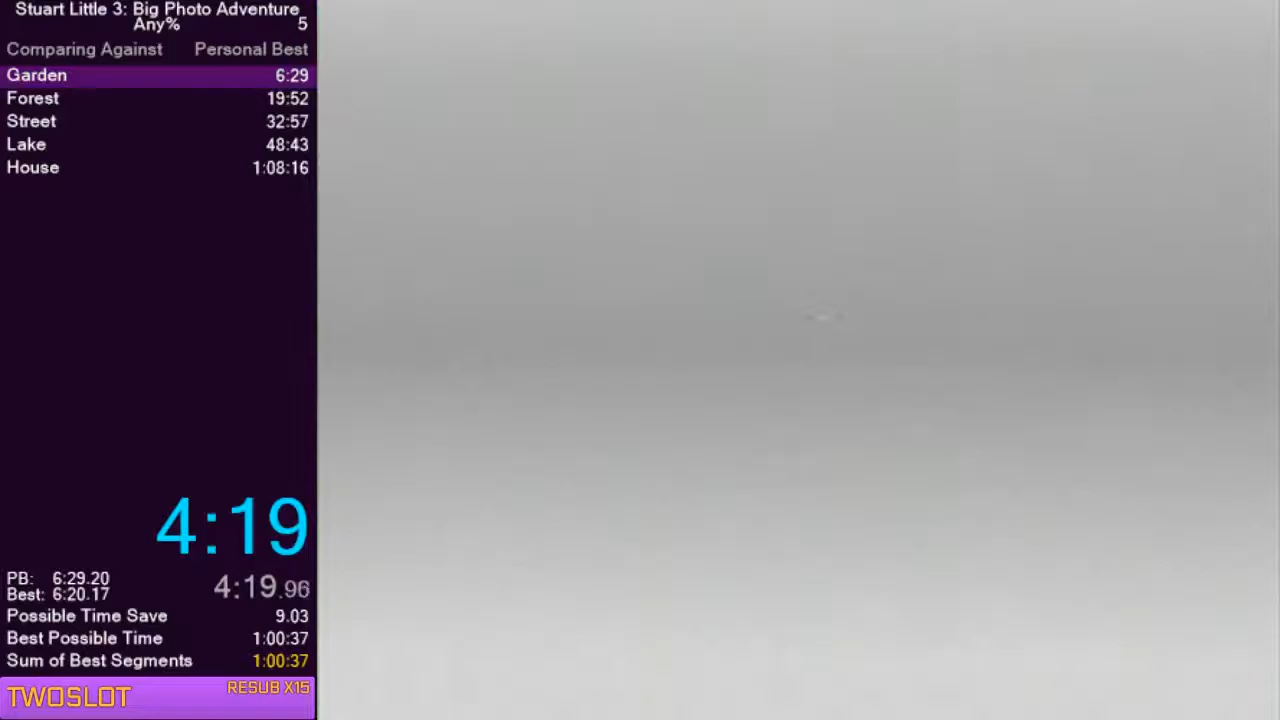 Stuart Little 3: Big Photo Adventure
Any% 5
Comparing Against Personal Best
Garden 6:29
Forest 19:52
Street 32:57
Lake 48:43
House 1:08:16
4:19
PB: 6:29.20
Best: 6:20.17
4:19.96
Possible Time Save 9.03
Best Possible Time 1:00:37
Sum of Best Segments 1:00:37
TWOSLOT RESUB X15